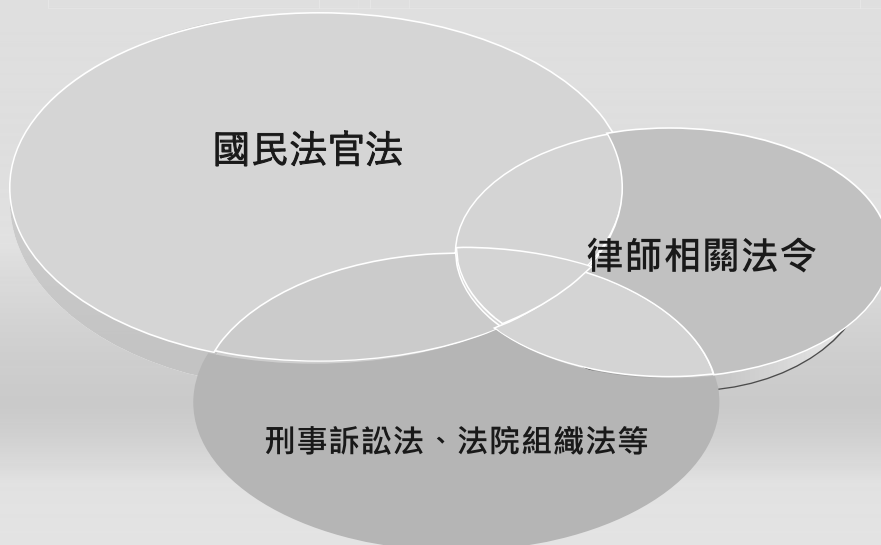 國民法官法
律師相關法令
刑事訴訟法、法院組織法等